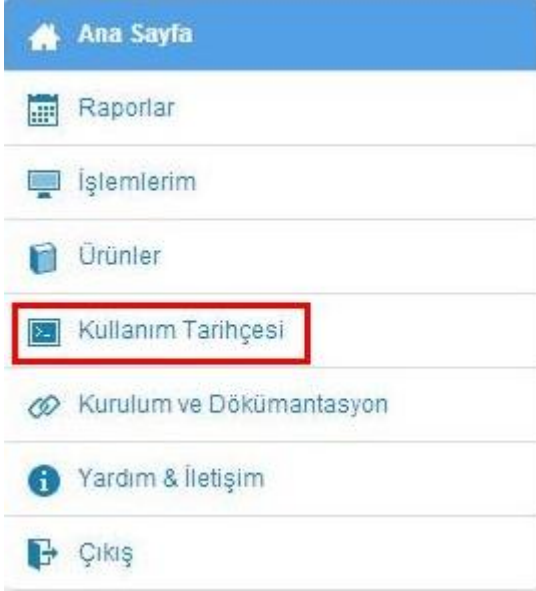 Ana Sayfa
Raporlar
İşlemlerim
Ürünler
Kullanım Tarihçesi
Kurulum ve Dökümantasyon
Yardım & İletişim
Çıkış